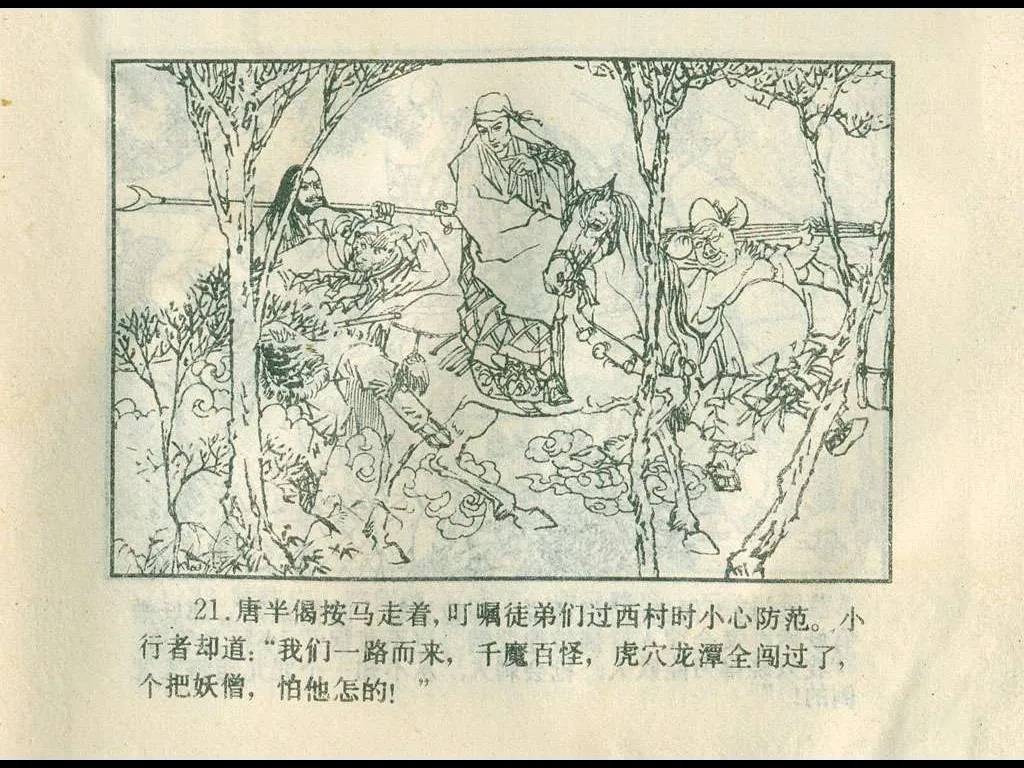 21.唐半偈按马走着，叮嘱徒弟们过西村时小心防范。小
行者却道：“我们一路而来，千魔百怪，虎穴龙潭全闯过了，
个把妖僧，怕他怎的！”